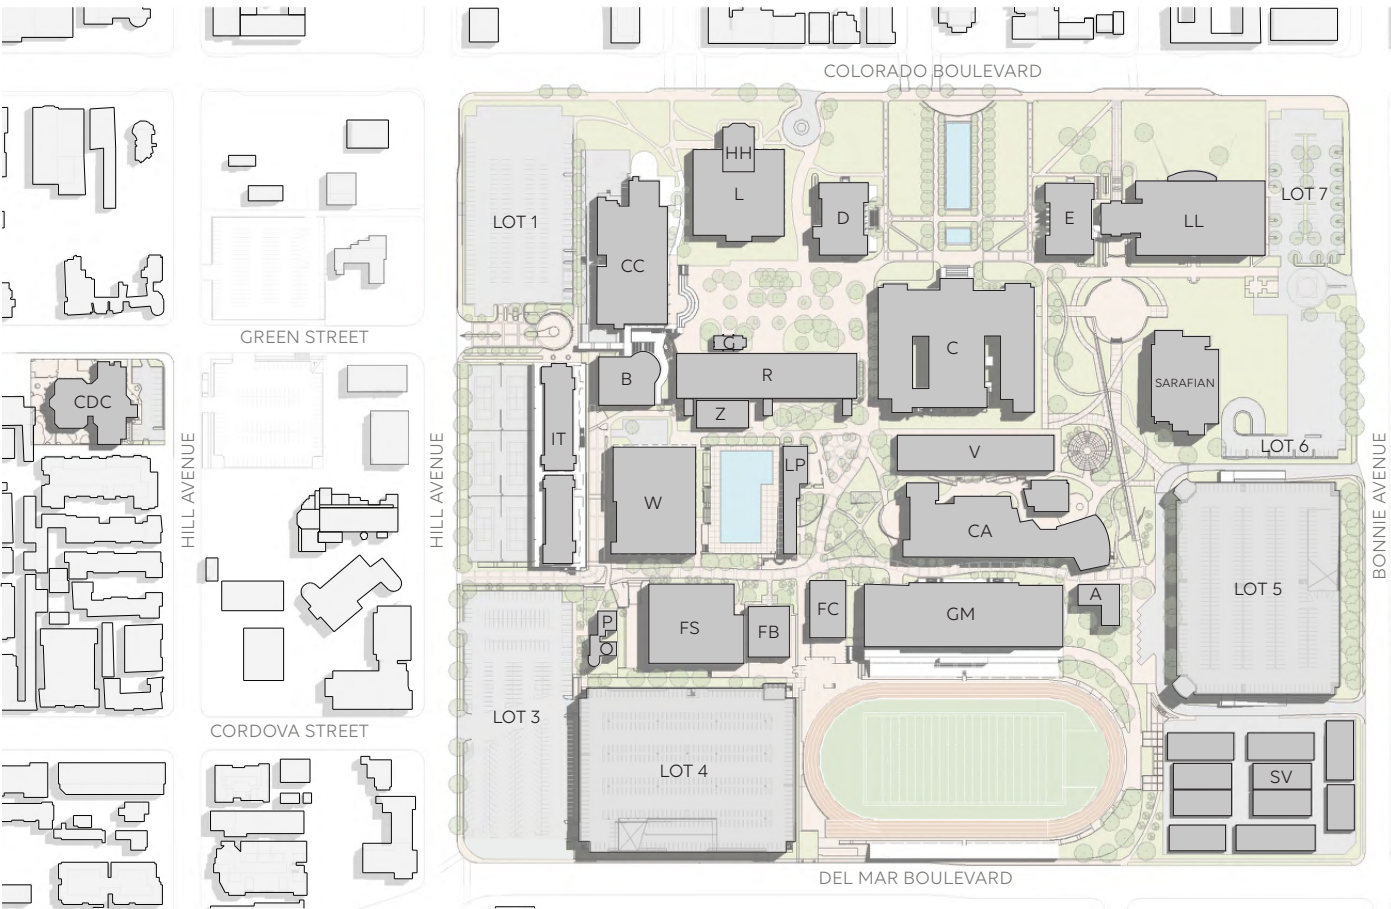 COLORADO BOULEVARD
HH
L
LOT 1
D
E
LL
LOT 7
CC
GREEN STREET
G
C
B
R
SARAFIAN
CDC
Z
IT
V
LOT 6
LP
HILL AVENUE
HILL AVENUE
BONNIE AVENUE
W
CA
LOT 5
P
O
FS
FB
FC
GM
A
LOT 3
CORDOVA STREET
LOT 4
SV
DEL MAR BOULEVARD